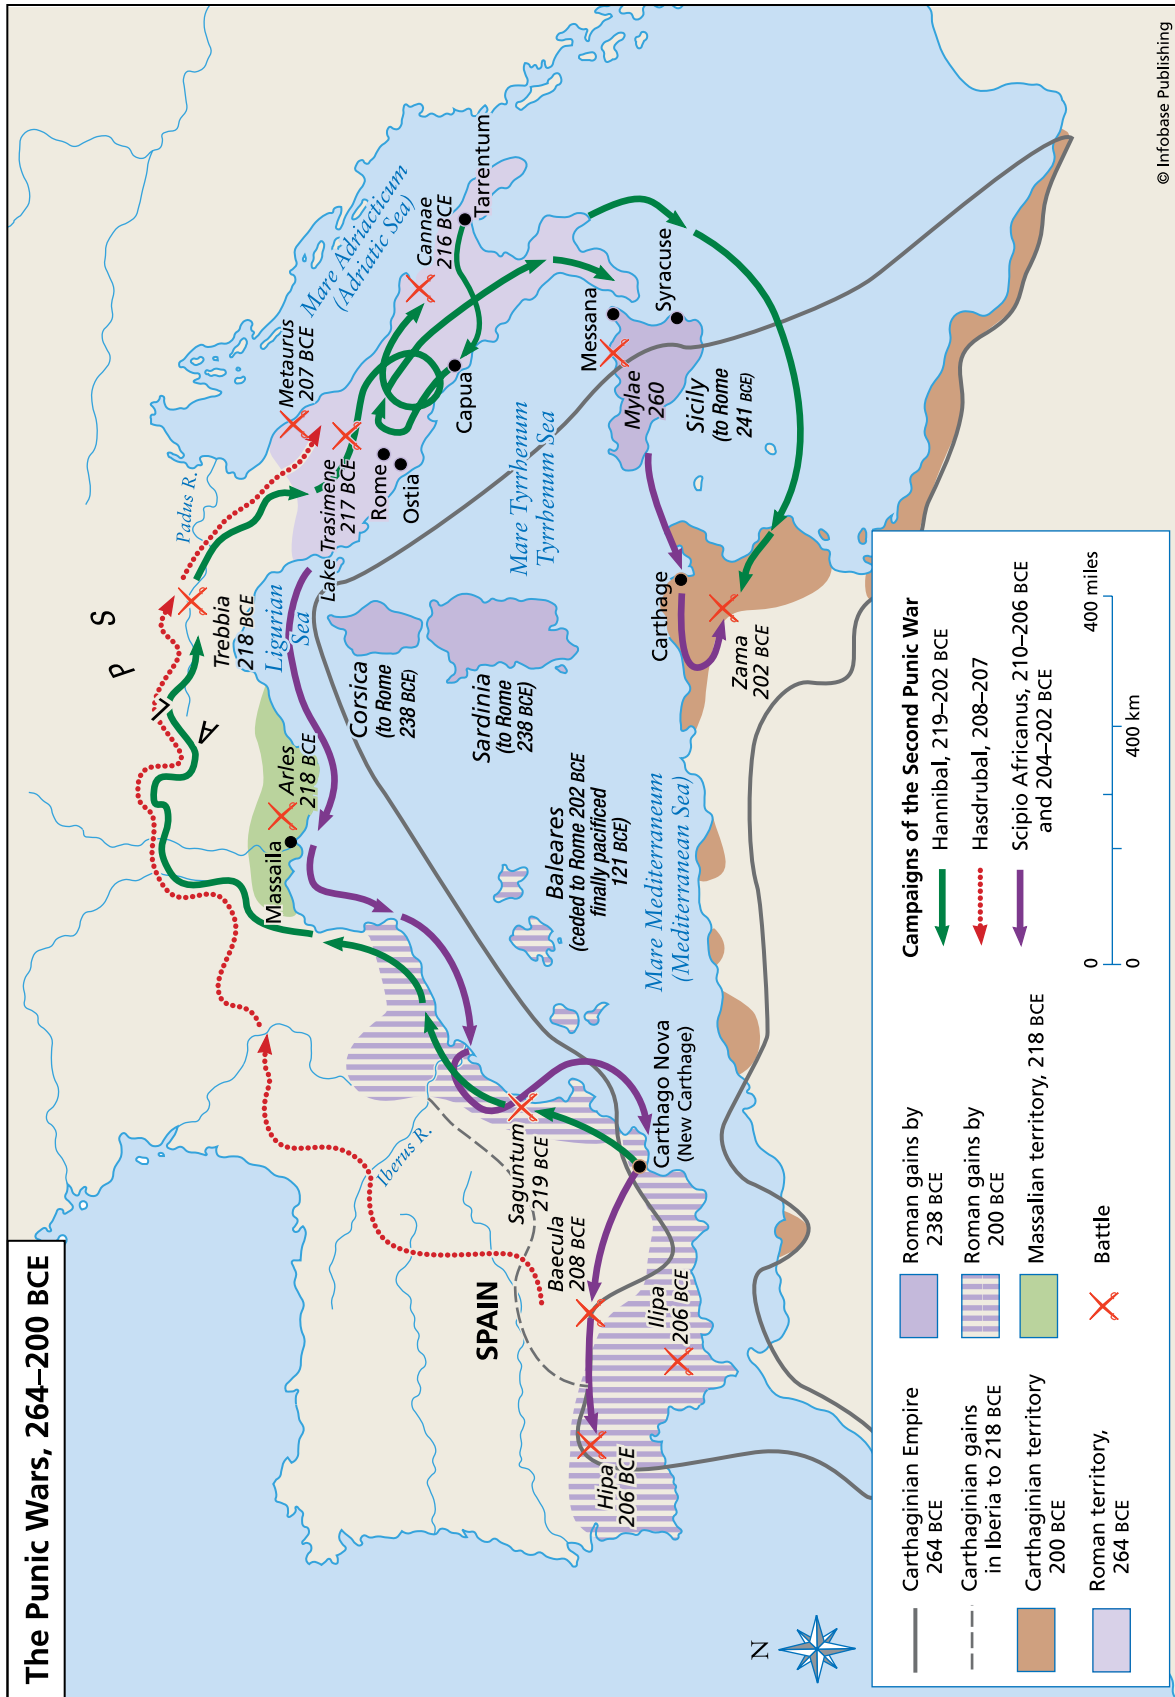 The Punic Wars, 264–200 BCE
A
L
P
S
Padus R.
Trebbia
218 BCE
Metaurus
207 BCE
Mare Adriacticum
(Adriatic Sea)
Ligurian
Sea
Arles
218 BCE
Massaila
Lake Trasimene
217 BCE
Rome
Ostia
Cannae
216 BCE
Tarrentum
Capua
Corsica
(to Rome
238 BCE)
Sardinia
(to Rome
238 BCE)
Mare Tyrrhenum
Tyrrhenum Sea
Messana
Mylae
260
Syracuse
Sicily
(to Rome
241 BCE)
Iberus R.
SPAIN
Saguntum
219 BCE
Baecula
208 BCE
Baleares
(ceded to Rome 202 BCE
finally pacificed
121 BCE)
Mare Mediterraneum
(Mediterranean Sea)
Carthago Nova
(New Carthage)
Ilipa
206 BCE
Hipa
206 BCE
Carthage
Zama
202 BCE
N
Carthaginian Empire
264 BCE
Carthaginian gains
in Iberia to 218 BCE
Carthaginian territory
200 BCE
Roman territory,
264 BCE
Roman gains by
238 BCE
Roman gains by
200 BCE
Massalian territory, 218 BCE
Battle
Campaigns of the Second Punic War
Hannibal, 219–202 BCE
Hasdrubal, 208–207
Scipio Africanus, 210–206 BCE
and 204–202 BCE
0
400 miles
0
400 km
© Infobase Publishing